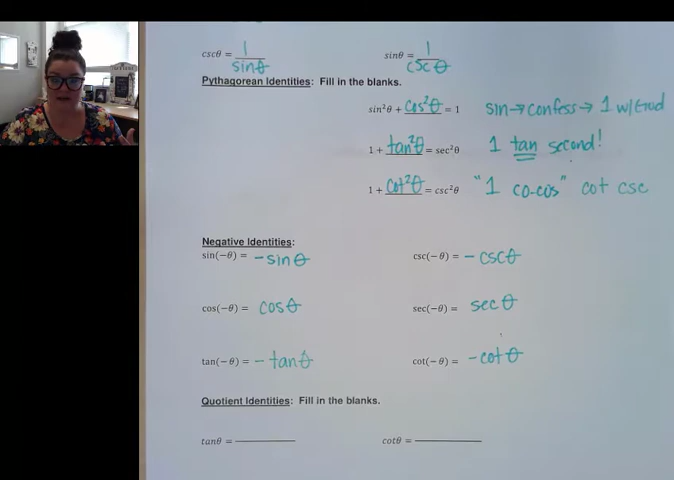 cscθ = 1/sinθ sinθ = 1/cscθ
Pythagorean Identities: Fill in the blanks.
sin²θ + cos²θ = 1 sin→confess→1 w/God
1 + tan²θ = sec²θ 1 tan second!
1 + cot²θ = csc²θ "1 co-cos" cot csc
Negative Identities:
sin(−θ) = −sinθ csc(−θ) = −cscθ
cos(−θ) = cosθ sec(−θ) = secθ
tan(−θ) = −tanθ cot(−θ) = −cotθ
Quotient Identities: Fill in the blanks.
tanθ = ________ cotθ = ________